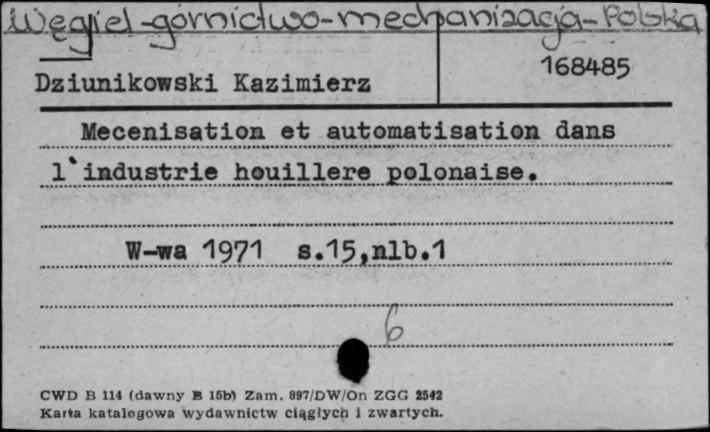 Węgiel-górnictwo-mechanizacja-Polska
168485
Dziunikowski Kazimierz
Mecenisation et automatisation dans
l'industrie houillere polonaise.
W-wa 1971 s.15,nlb.1
6
CWD B 114 (dawny B 15b) Zam. 897/DW/On ZGG 2542
Karta katalogowa wydawnictw ciągłych i zwartych.